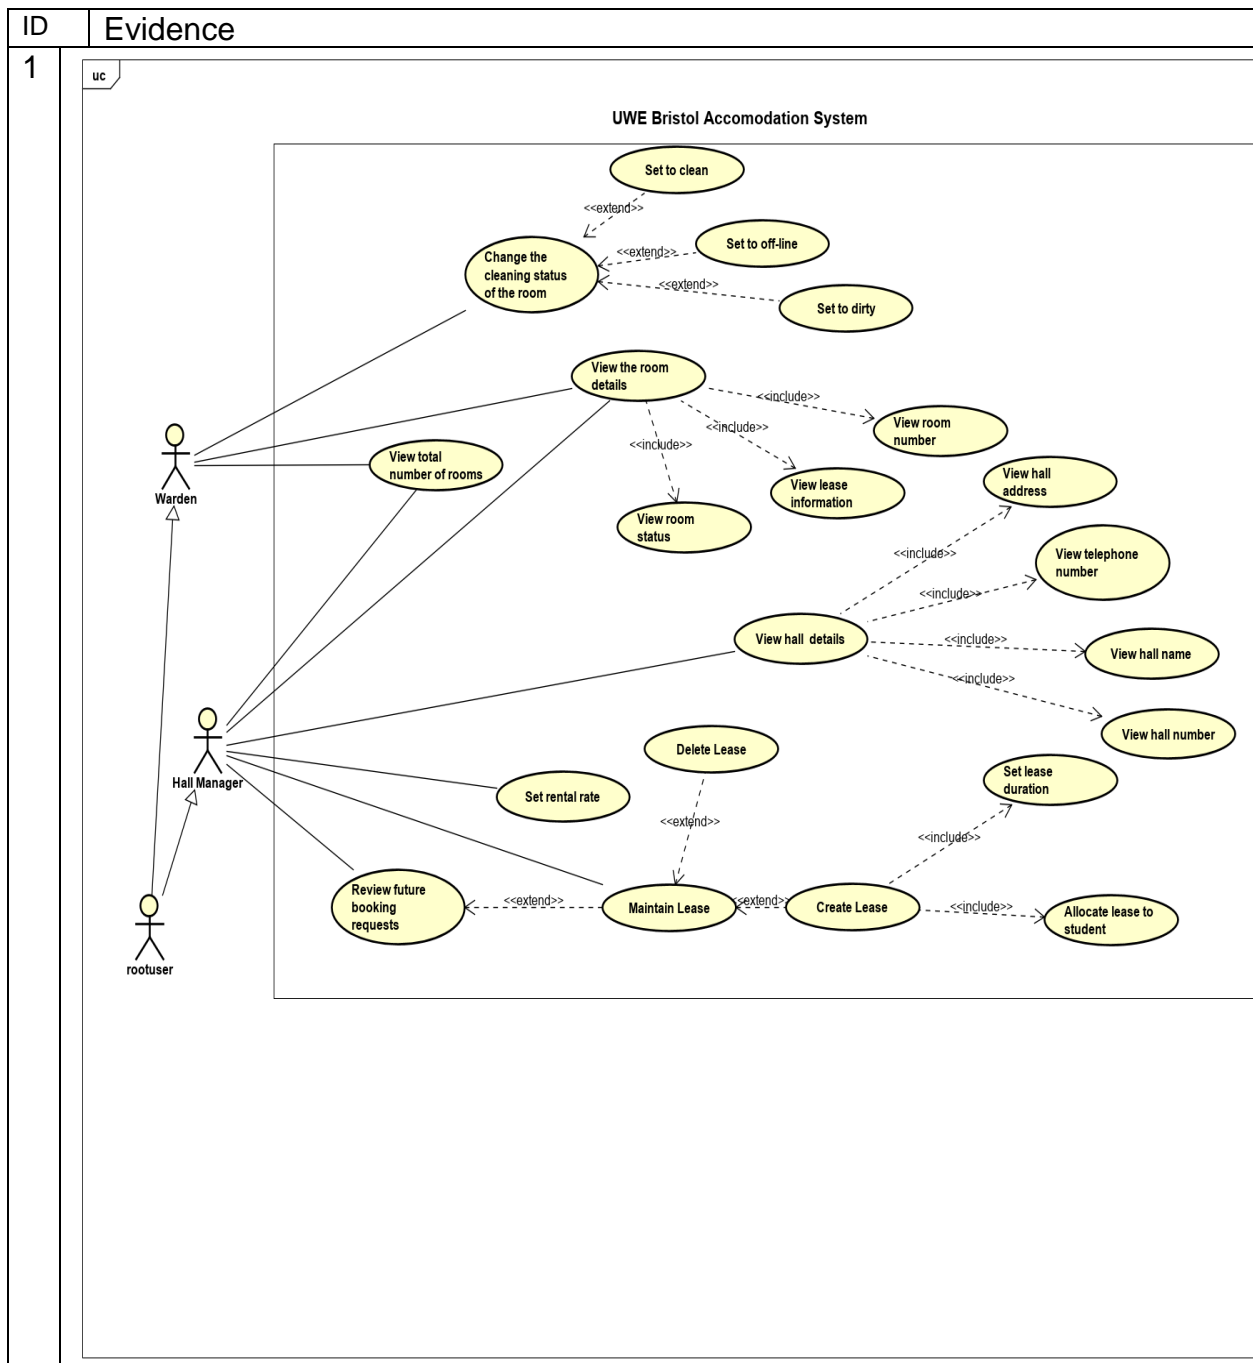 ID
Evidence
1
uc
UWE Bristol Accomodation System
Set to clean
<<extend>>
Set to off-line
<<extend>>
Change the
cleaning status
of the room
<<extend>>
Set to dirty
View the room
details
<<include>>
View room
number
<<include>>
<<include>>
View total
number of rooms
Warden
View lease
information
View hall
address
View room
status
<<include>>
View telephone
number
<<include>>
View hall  details
<<include>>
View hall name
<<include>>
View hall number
Delete Lease
Hall Manager
Set rental rate
Set lease
duration
<<extend>>
<<include>>
Review future
booking
requests
<<extend>>
Maintain Lease
<<extend>>
Create Lease
<<include>>
Allocate lease to
student
rootuser